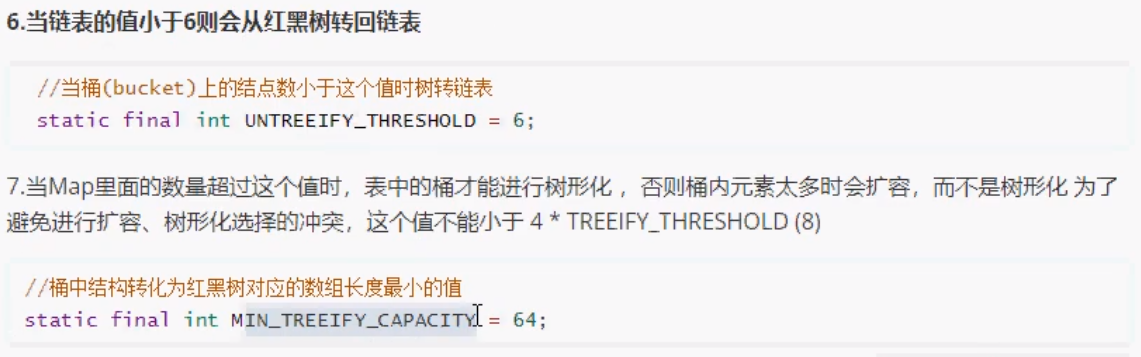 6.当链表的值小于6则会从红黑树转回链表
//当桶(bucket)上的结点数小于这个值时树转链表
static final int UNTREEIFY_THRESHOLD = 6;
7.当Map里面的数量超过这个值时，表中的桶才能进行树形化 ，否则桶内元素太多时会扩容，而不是树形化 为了
避免进行扩容、树形化选择的冲突，这个值不能小于 4 * TREEIFY_THRESHOLD (8)
//桶中结构转化为红黑树对应的数组长度最小的值
static final int MIN_TREEIFY_CAPACITY = 64;